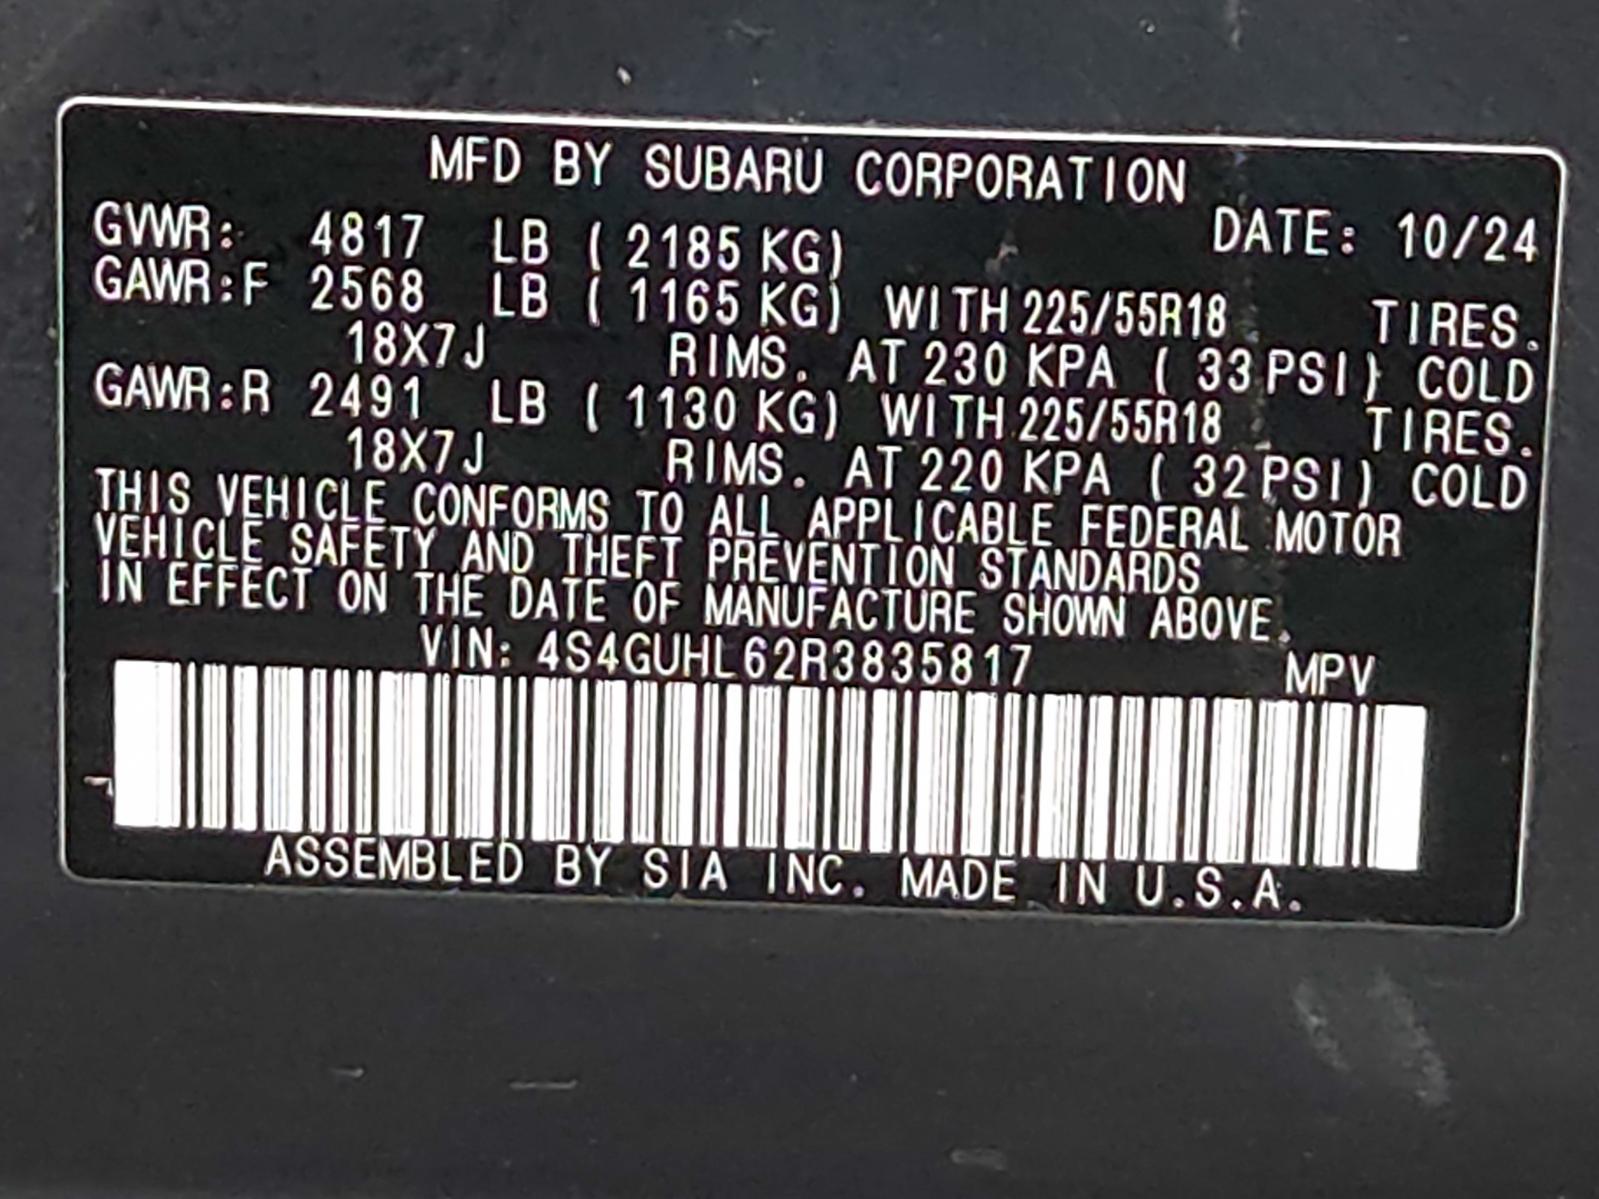 MFD BY SUBARU CORPORATION
GVWR: 4817 LB ( 2185 KG) DATE: 10/24
GAWR:F 2568 LB ( 1165 KG) WITH 225/55R18 TIRES.
18X7J RIMS. AT 230 KPA ( 33 PSI) COLD
GAWR:R 2491 LB ( 1130 KG) WITH 225/55R18 TIRES.
18X7J RIMS. AT 220 KPA ( 32 PSI) COLD
THIS VEHICLE CONFORMS TO ALL APPLICABLE FEDERAL MOTOR
VEHICLE SAFETY AND THEFT PREVENTION STANDARDS
IN EFFECT ON THE DATE OF MANUFACTURE SHOWN ABOVE.
VIN: 4S4GUHL62R3835817 MPV
ASSEMBLED BY SIA INC. MADE IN U.S.A.